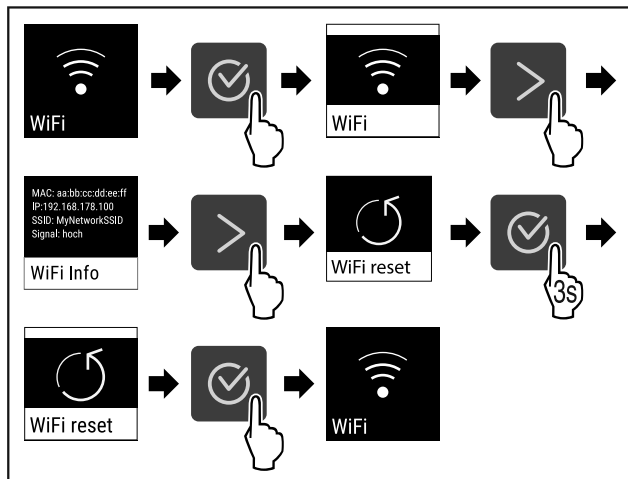 WiFi
WiFi
MAC: aa:bb:cc:dd:ee:ff
IP:192.168.178.100
SSID: MyNetworkSSID
Signal: hoch
WiFi Info
WiFi reset
3s
WiFi reset
WiFi